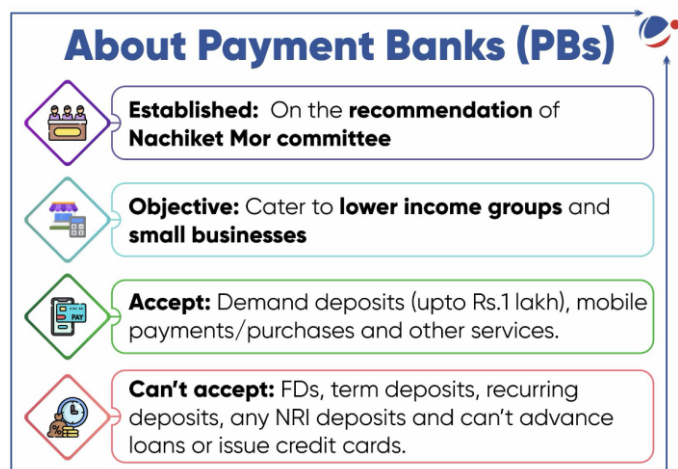 About Payment Banks (PBs)
Established: On the recommendation of
Nachiket Mor committee
Objective: Cater to lower income groups and
small businesses
Accept: Demand deposits (upto Rs.1 lakh), mobile
payments/purchases and other services.
PAY
Can't accept: FDs, term deposits, recurring
deposits, any NRI deposits and can't advance
loans or issue credit cards.